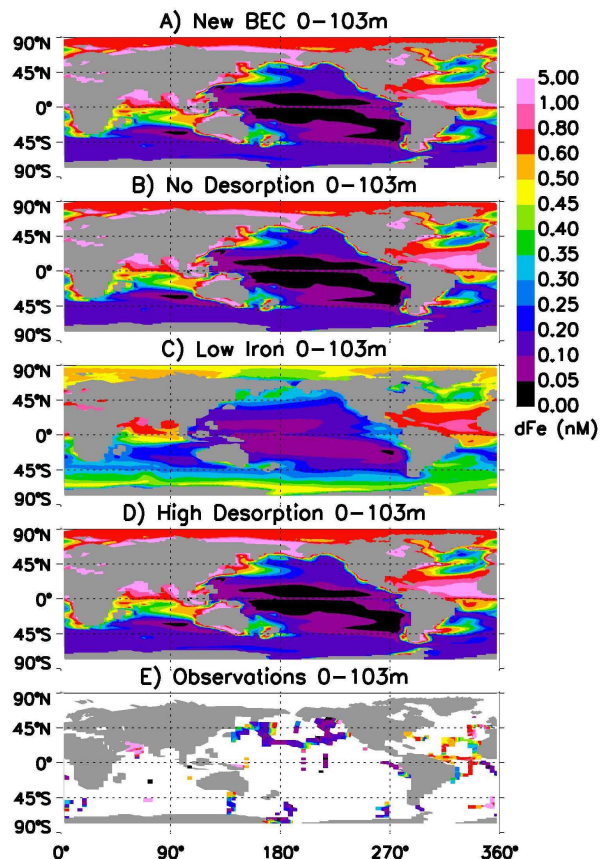 A) New BEC 0-103m
90°N
45°N
0°
45°S
90°S
B) No Desorption 0-103m
90°N
45°N
0°
45°S
90°S
C) Low Iron 0-103m
90°N
45°N
0°
45°S
90°S
D) High Desorption 0-103m
90°N
45°N
0°
45°S
90°S
E) Observations 0-103m
90°N
45°N
0°
45°S
90°S
0°
90°
180°
270°
360°
5.00
1.00
0.80
0.60
0.50
0.45
0.35
0.30
0.25
0.20
0.10
0.05
0.00
dFe (nM)